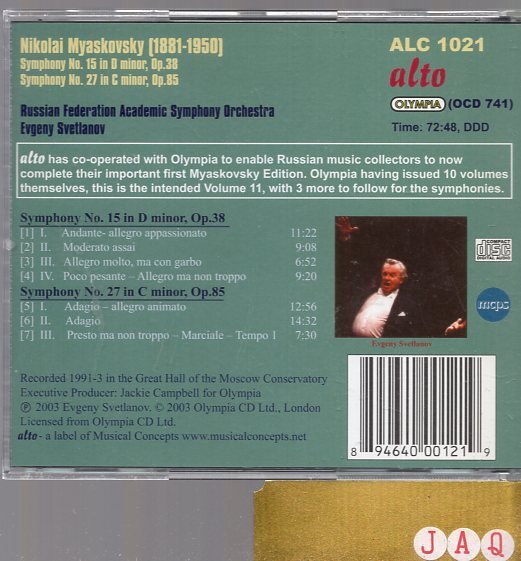 Nikolai Myaskovsky (1881-1950)
Symphony No. 15 in D minor, Op.38
Symphony No. 27 in C minor, Op.85
Russian Federation Academic Symphony Orchestra
Evgeny Svetlanov
ALC 1021
alto
OLYMPIA (OCD 741)
Time: 72:48, DDD
alto has co-operated with Olympia to enable Russian music collectors to now
complete their important first Myaskovsky Edition. Olympia having issued 10 volumes
themselves, this is the intended Volume 11, with 3 more to follow for the symphonies.
Symphony No. 15 in D minor, Op.38
[1] I. Andante- allegro appassionato 11:22
[2] II. Moderato assai 9:08
[3] III. Allegro molto, ma con garbo 6:52
[4] IV. Poco pesante – Allegro ma non troppo 9:20
Symphony No. 27 in C minor, Op.85
[5] I. Adagio – allegro animato 12:56
[6] II. Adagio 14:32
[7] III. Presto ma non troppo - Marciale - Tempo 1 7:30
Evgeny Svetlanov
COMPACT
disc
DIGITAL AUDIO
mcps
Recorded 1991-3 in the Great Hall of the Moscow Conservatory
Executive Producer: Jackie Campbell for Olympia
℗ 2003 Evgeny Svetlanov. © 2003 Olympia CD Ltd., London
Licensed from Olympia CD Ltd.
alto - a label of Musical Concepts www.musicalconcepts.net
8 94640 00121 9
JAQ